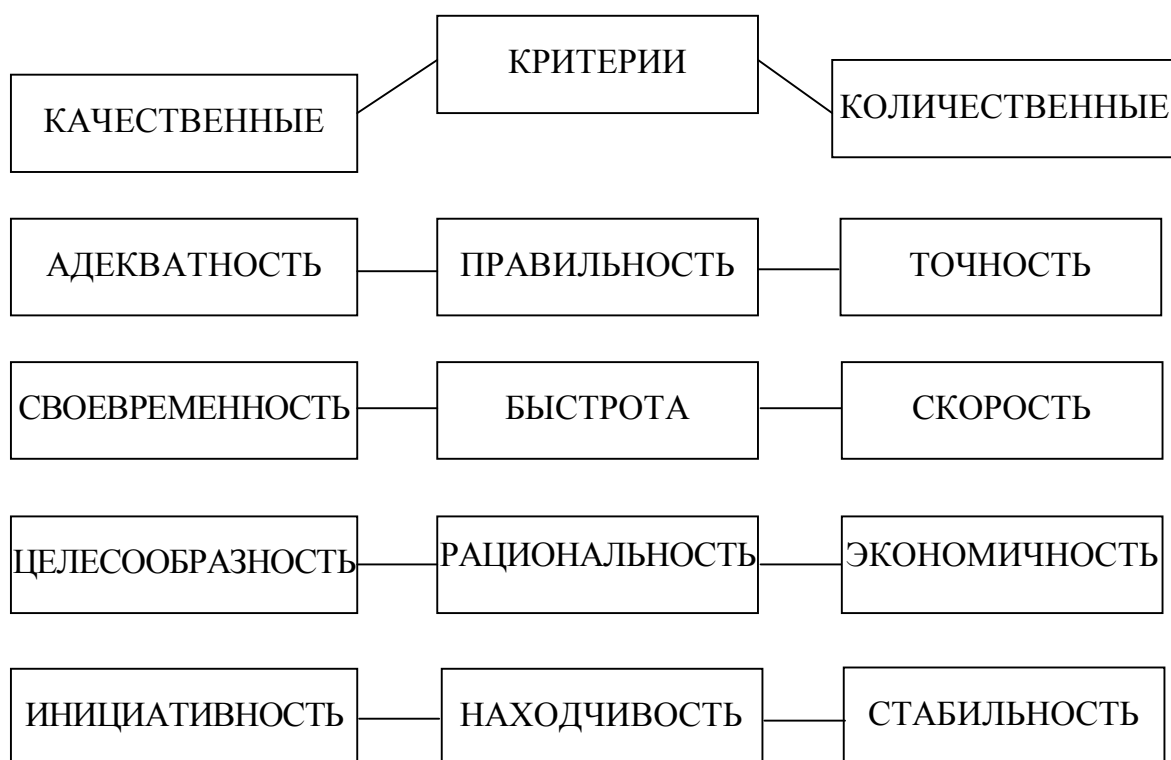 КРИТЕРИИ
КАЧЕСТВЕННЫЕ
КОЛИЧЕСТВЕННЫЕ
АДЕКВАТНОСТЬ
ПРАВИЛЬНОСТЬ
ТОЧНОСТЬ
СВОЕВРЕМЕННОСТЬ
БЫСТРОТА
СКОРОСТЬ
ЦЕЛЕСООБРАЗНОСТЬ
РАЦИОНАЛЬНОСТЬ
ЭКОНОМИЧНОСТЬ
ИНИЦИАТИВНОСТЬ
НАХОДЧИВОСТЬ
СТАБИЛЬНОСТЬ